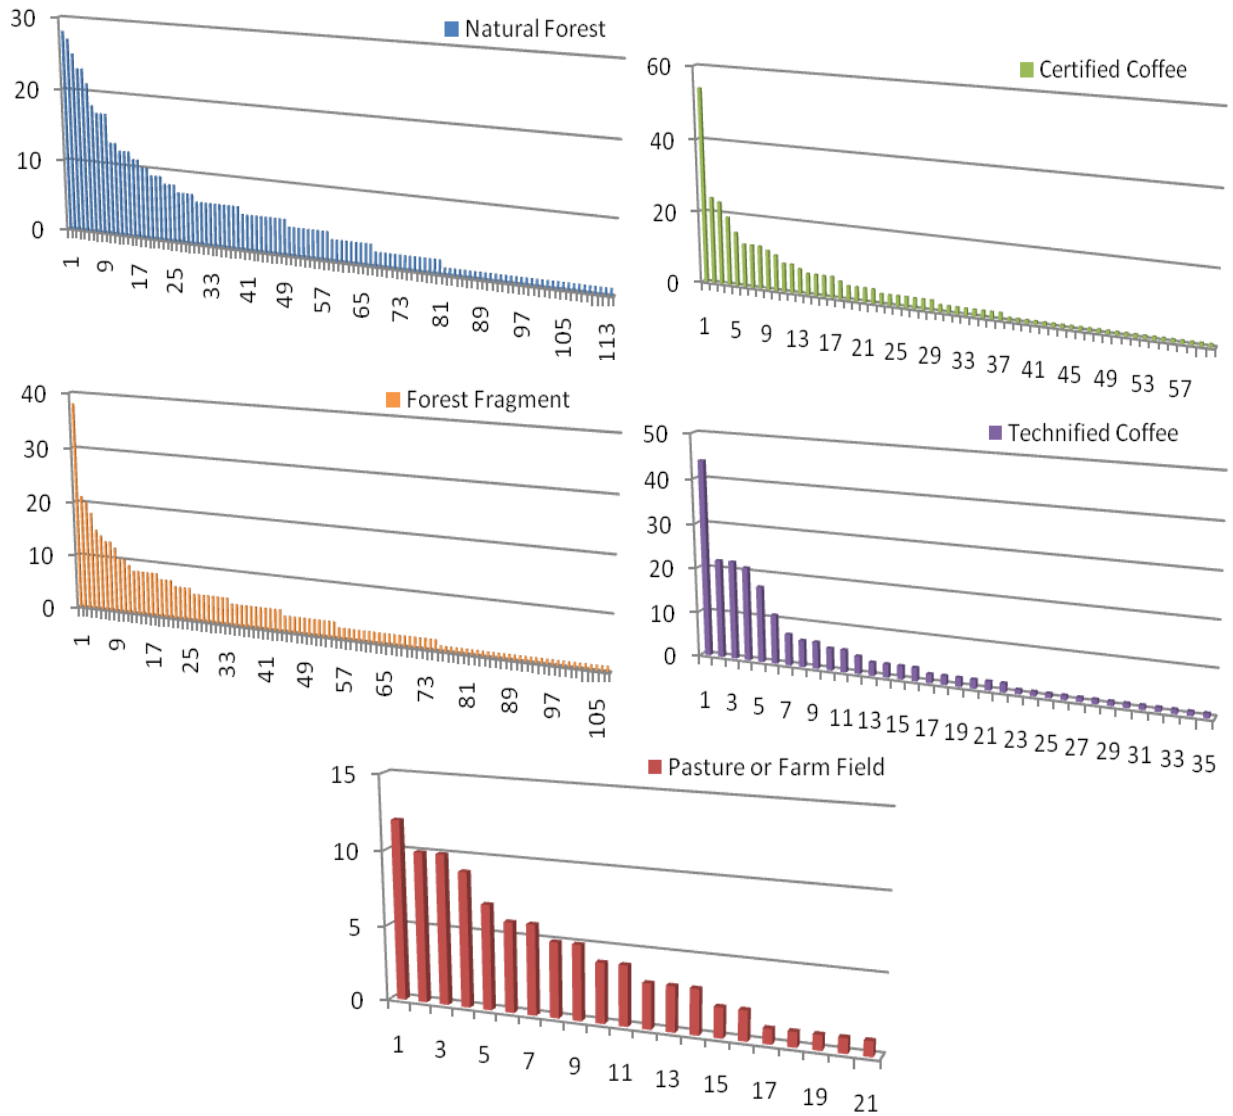 Natural Forest
30
20
10
0
1 9 17 25 33 41 49 57 65 73 81 89 97 105 113
Certified Coffee
60
40
20
0
1 5 9 13 17 21 25 29 33 37 41 45 49 53 57
Forest Fragment
40
30
20
10
0
1 9 17 25 33 41 49 57 65 73 81 89 97 105
Technified Coffee
50
40
30
20
10
0
1 3 5 7 9 11 13 15 17 19 21 23 25 27 29 31 33 35
Pasture or Farm Field
15
10
5
0
1 3 5 7 9 11 13 15 17 19 21